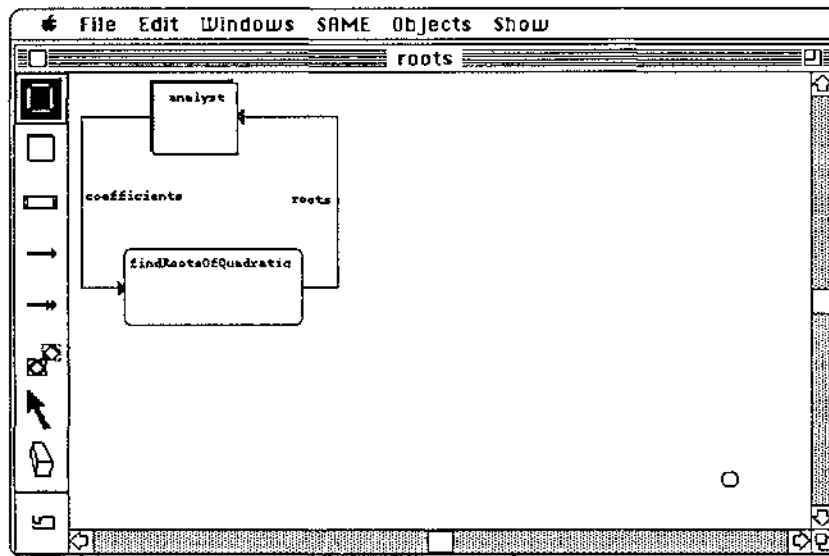 File Edit Windows SAME Objects Show
roots
analyst
coefficients roots
findRootsOfQuadratic